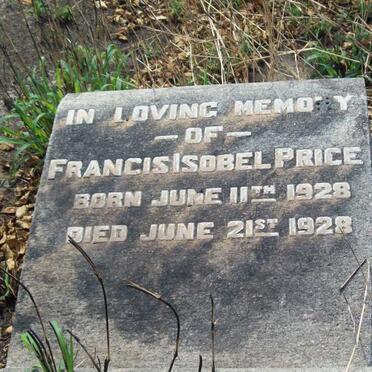 IN LOVING MEMORY
— OF —
FRANCIS ISOBEL PRICE
BORN JUNE 11TH 1928
DIED JUNE 21ST 1928